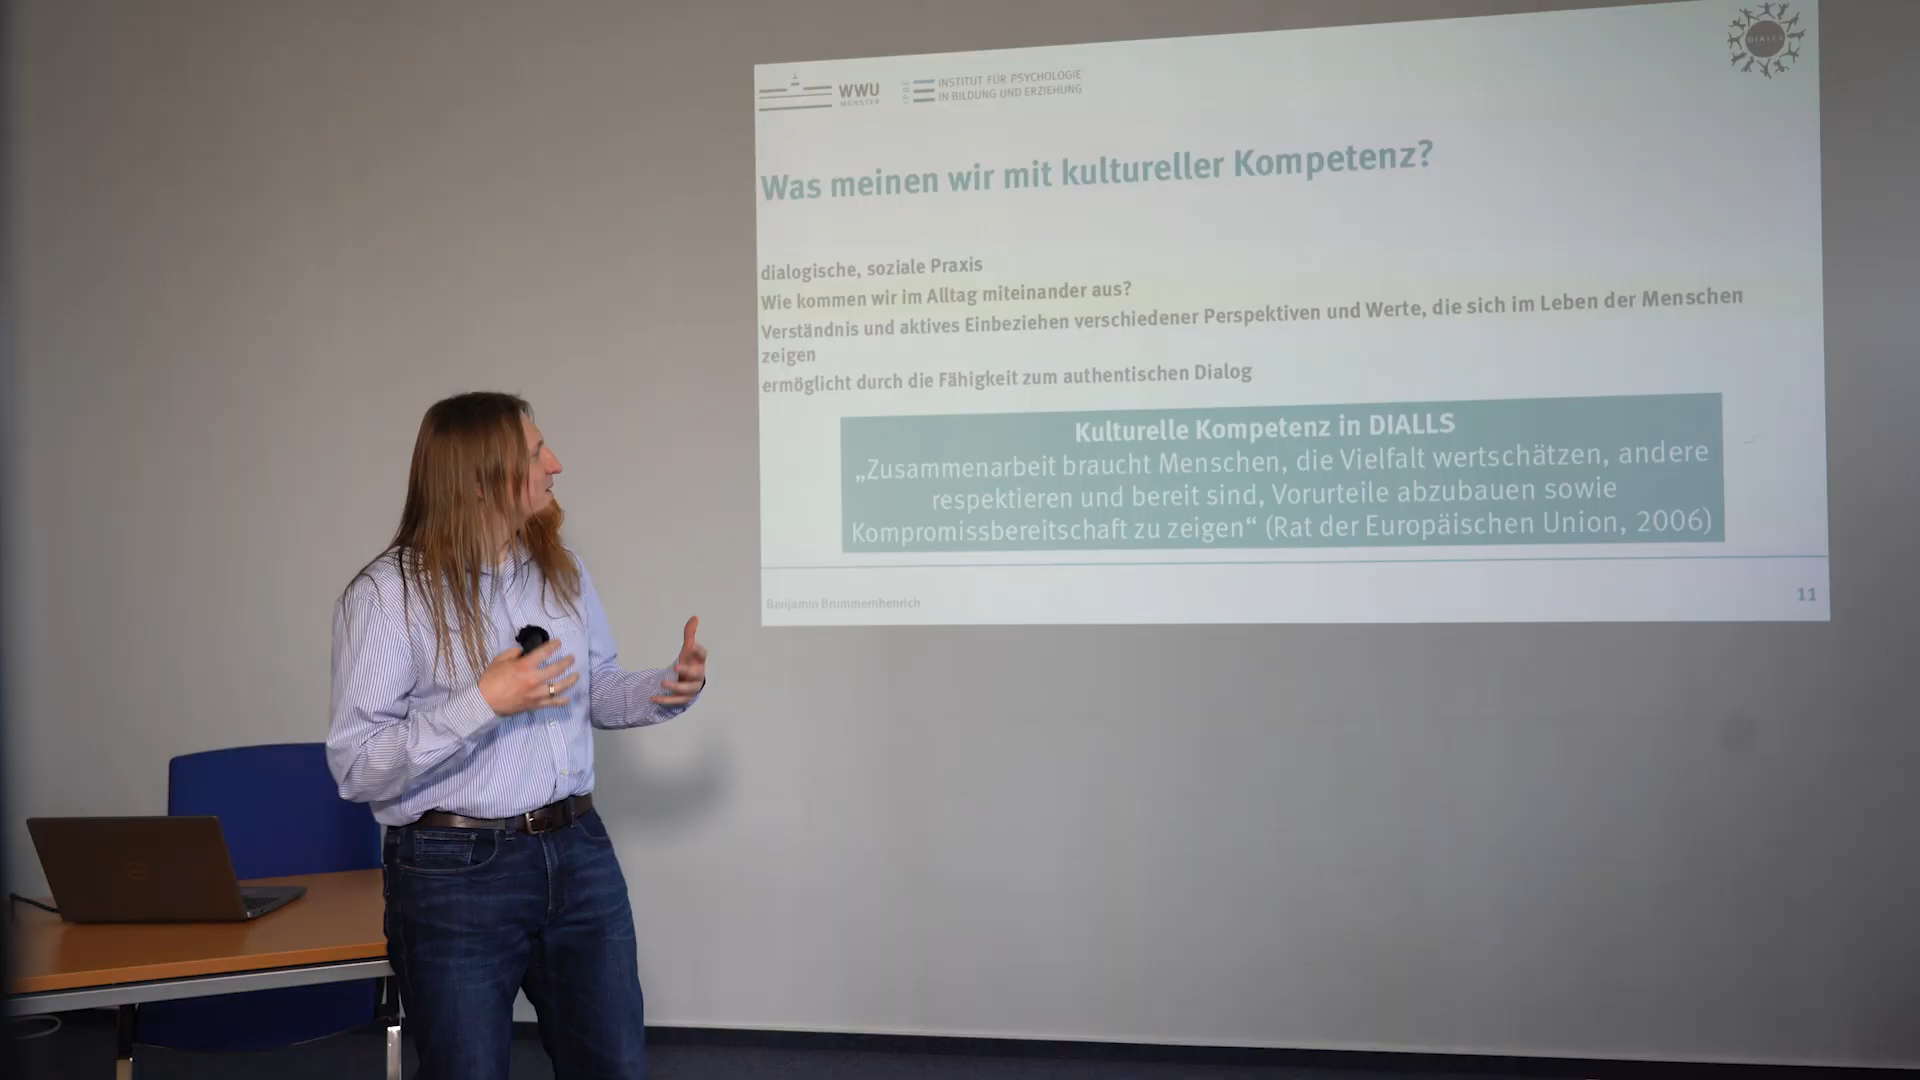 WWU
MÜNSTER
INSTITUT FÜR PSYCHOLOGIE
IN BILDUNG UND ERZIEHUNG
DIALLS
Was meinen wir mit kultureller Kompetenz?
dialogische, soziale Praxis
Wie kommen wir im Alltag miteinander aus?
Verständnis und aktives Einbeziehen verschiedener Perspektiven und Werte, die sich im Leben der Menschen
zeigen
ermöglicht durch die Fähigkeit zum authentischen Dialog
Kulturelle Kompetenz in DIALLS
„Zusammenarbeit braucht Menschen, die Vielfalt wertschätzen, andere
respektieren und bereit sind, Vorurteile abzubauen sowie
Kompromissbereitschaft zu zeigen“ (Rat der Europäischen Union, 2006)
Benjamin Brummernhenrich
11